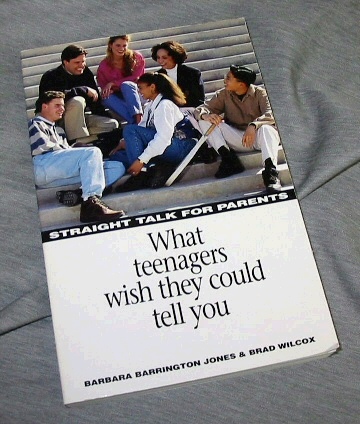 STRAIGHT TALK FOR PARENTS
What
teenagers
wish they could
tell you
BARBARA BARRINGTON JONES & BRAD WILCOX